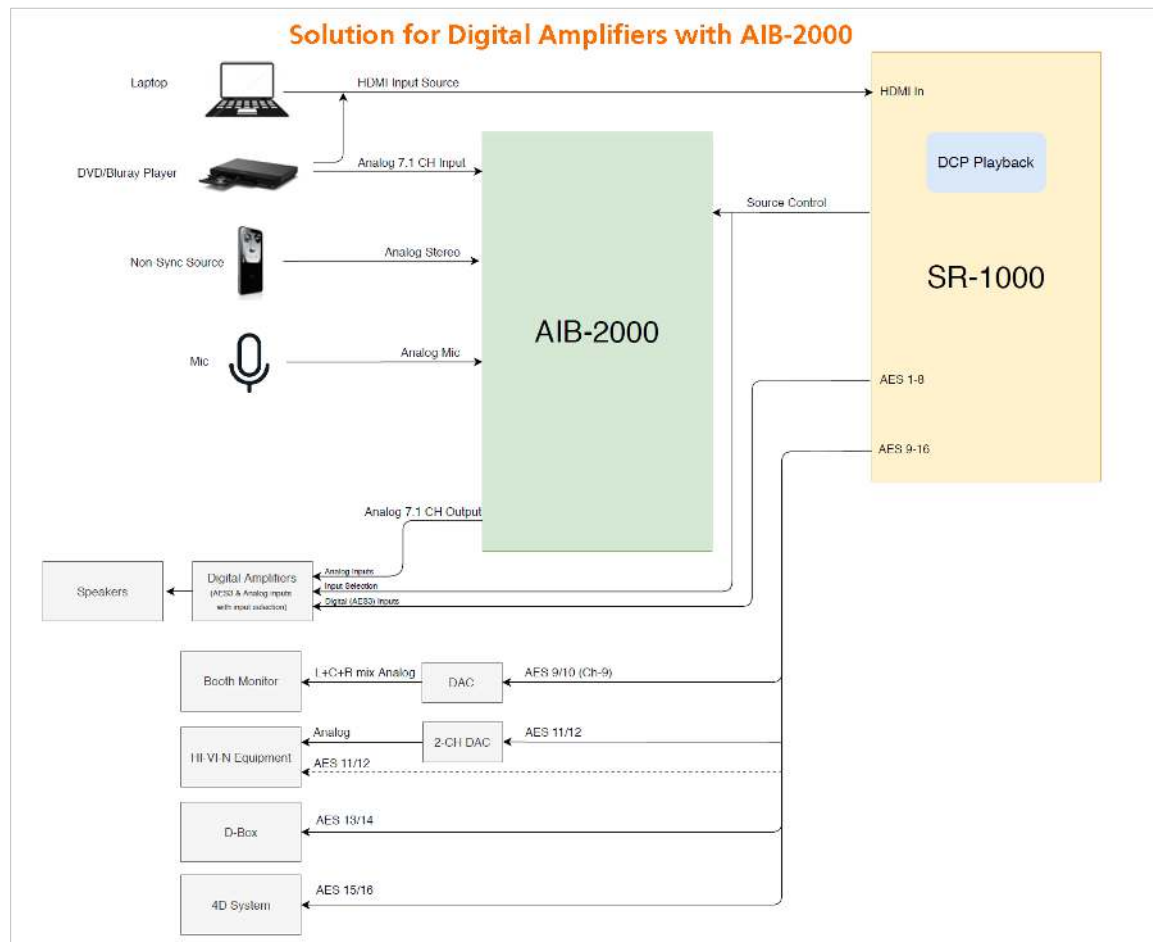 Solution for Digital Amplifiers with AIB-2000
Laptop
HDMI Input Source
HDMI In
DCP Playback
DVD/Bluray Player
Analog 7.1 CH Input
Source Control
Non-Sync Source
Analog Stereo
SR-1000
AIB-2000
Mic
Analog Mic
AES 1-8
AES 9-16
Analog 7.1 CH Output
Speakers
Digital Amplifiers
(AES3 & Analog inputs
with input selection)
Analog Inputs
Input Selection
Digital (AES3) Inputs
Booth Monitor
L+C+R mix Analog
DAC
AES 9/10 (Ch-9)
HI-VI-N Equipment
Analog
2-CH DAC
AES 11/12
AES 11/12
D-Box
AES 13/14
4D System
AES 15/16